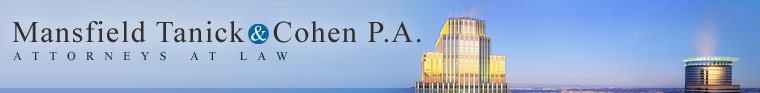 Mansfield Tanick & Cohen P.A.
ATTORNEYS AT LAW